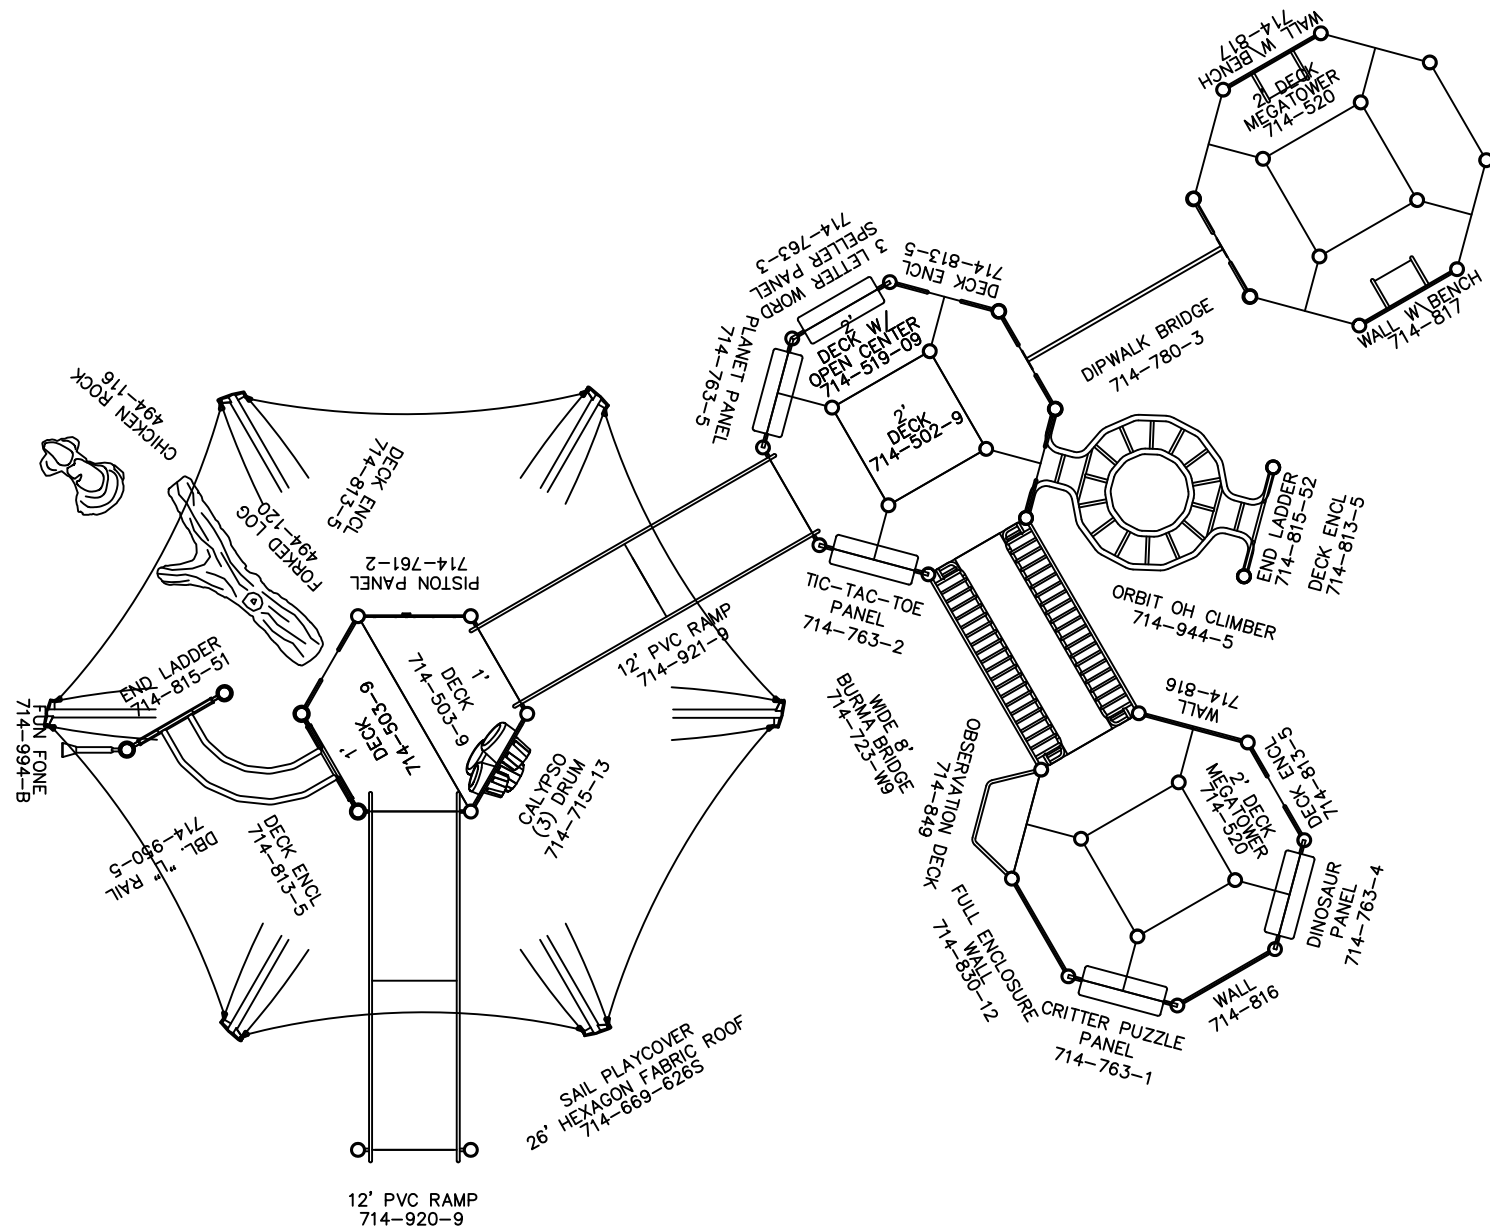 WALL W/BENCH
714-817
2' DECK
MEGATOWER
714-520
WALL W/BENCH
714-817
3 LETTER WORD
SPELLER PANEL
714-763-3
DECK ENCL
714-813-5
PLANET PANEL
714-763-5
2'
DECK W/
OPEN CENTER
714-519-09
2'
DECK
714-502-9
DIPWALK BRIDGE
714-780-3
CHICKEN ROCK
494-116
FORKED LOG
494-120
DECK ENCL
714-813-5
PISTON PANEL
714-761-2
END LADDER
714-815-52
DECK ENCL
714-813-5
ORBIT OH CLIMBER
714-944-5
TIC-TAC-TOE
PANEL
714-763-2
12' PVC RAMP
714-921-9
END LADDER
714-815-51
FUN FONE
714-994-B
1'
DECK
714-503-9
1'
DECK
714-503-9
CALYPSO
(3) DRUM
714-715-13
WIDE 8'
BURMA BRIDGE
714-723-W9
WALL
714-816
DECK ENCL
714-813-5
2' DECK
MEGATOWER
714-520
OBSERVATION DECK
714-849
DBL. "L" RAIL
714-950-5
DECK ENCL
714-813-5
DINOSAUR
PANEL
714-763-4
FULL ENCLOSURE
WALL
714-830-12
WALL
714-816
CRITTER PUZZLE
PANEL
714-763-1
SAIL PLAYCOVER
26' HEXAGON FABRIC ROOF
714-669-626S
12' PVC RAMP
714-920-9